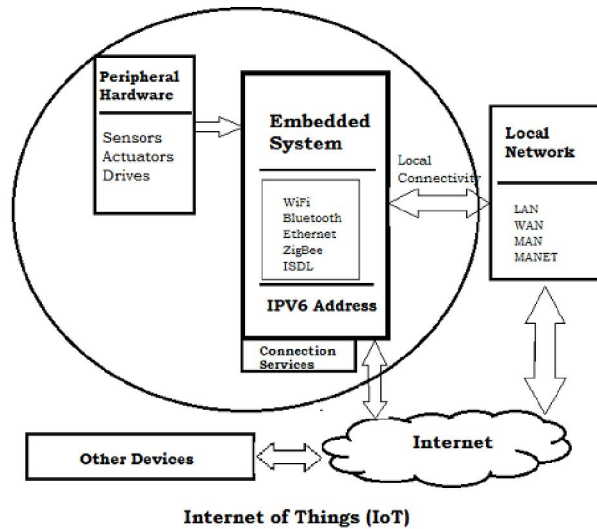 Peripheral
Hardware
Sensors
Actuators
Drives
Embedded
System
WiFi
Bluetooth
Ethernet
ZigBee
ISDL
IPV6 Address
Connection
Services
Local
Connectivity
Local
Network
LAN
WAN
MAN
MANET
Internet
Other Devices
Internet of Things (IoT)